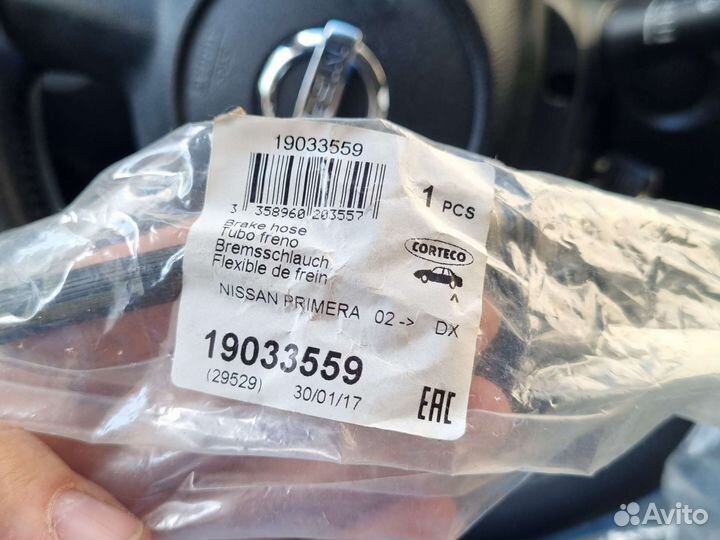 19033559
3 358960 203557
1 PCS
Brake hose
Tubo freno
Bremsschlauch
Flexible de frein
CORTECO
NISSAN PRIMERA 02-> DX
19033559
(29529) 30/01/17
EAC
Avito